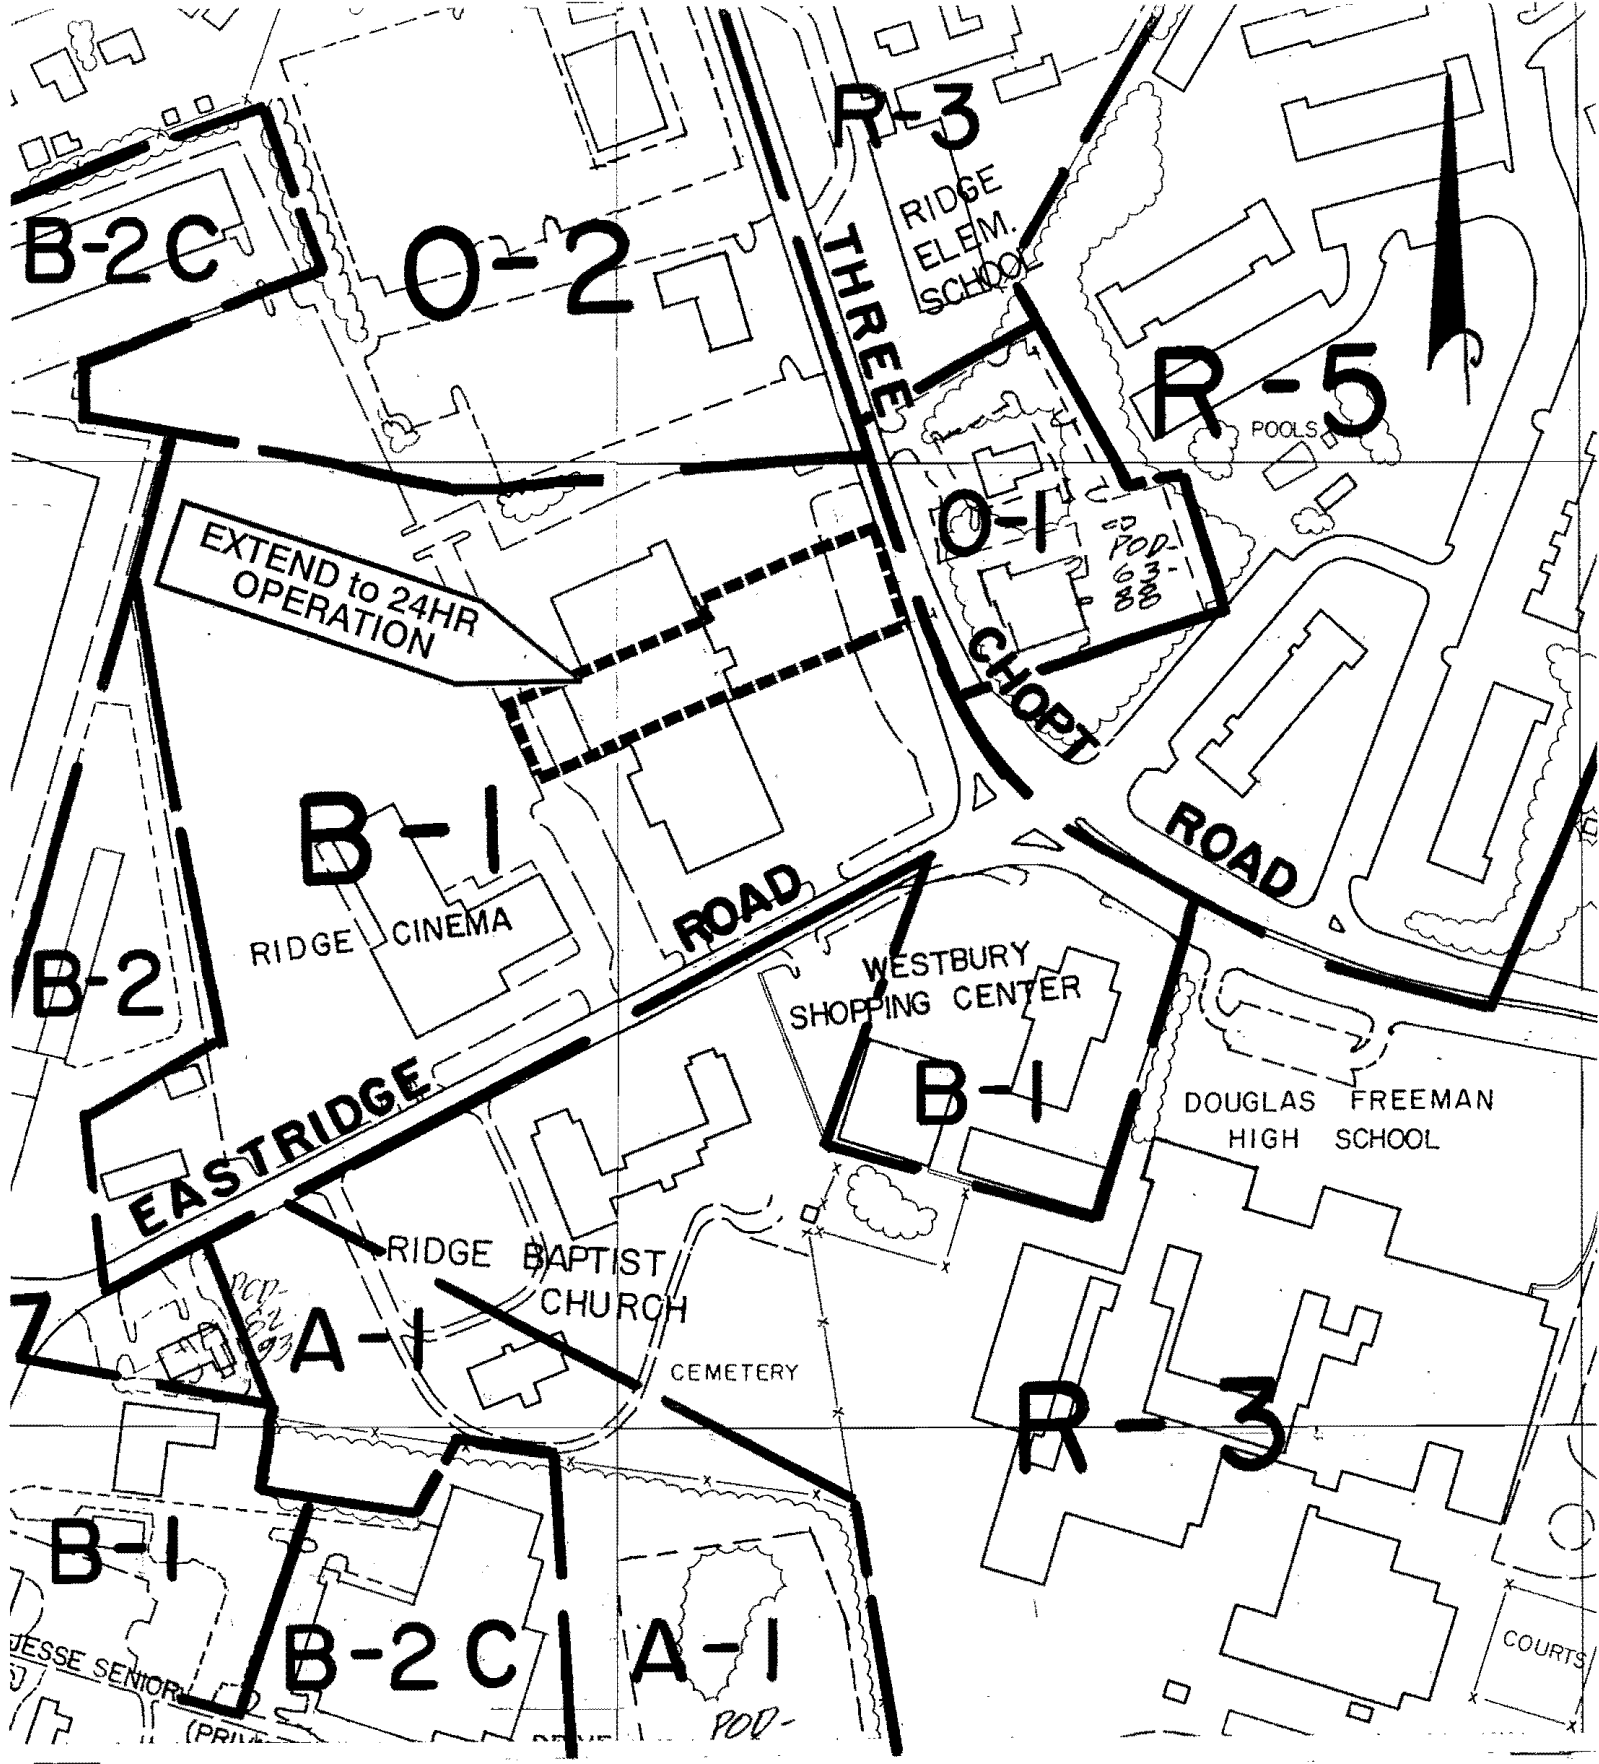 R-3
RIDGE
ELEM.
SCHOOL
B-2C
O-2
THREE
R-5
POOLS
O-1
POD-
63-
88
EXTEND to 24HR
OPERATION
CHOPT
ROAD
B-1
RIDGE CINEMA
ROAD
B-2
WESTBURY
SHOPPING CENTER
B-1
DOUGLAS FREEMAN
HIGH SCHOOL
EASTRIDGE
RIDGE BAPTIST
CHURCH
A-1
CEMETERY
R-3
B-1
B-2C
A-1
POD-
JESSE SENIOR
COURTS